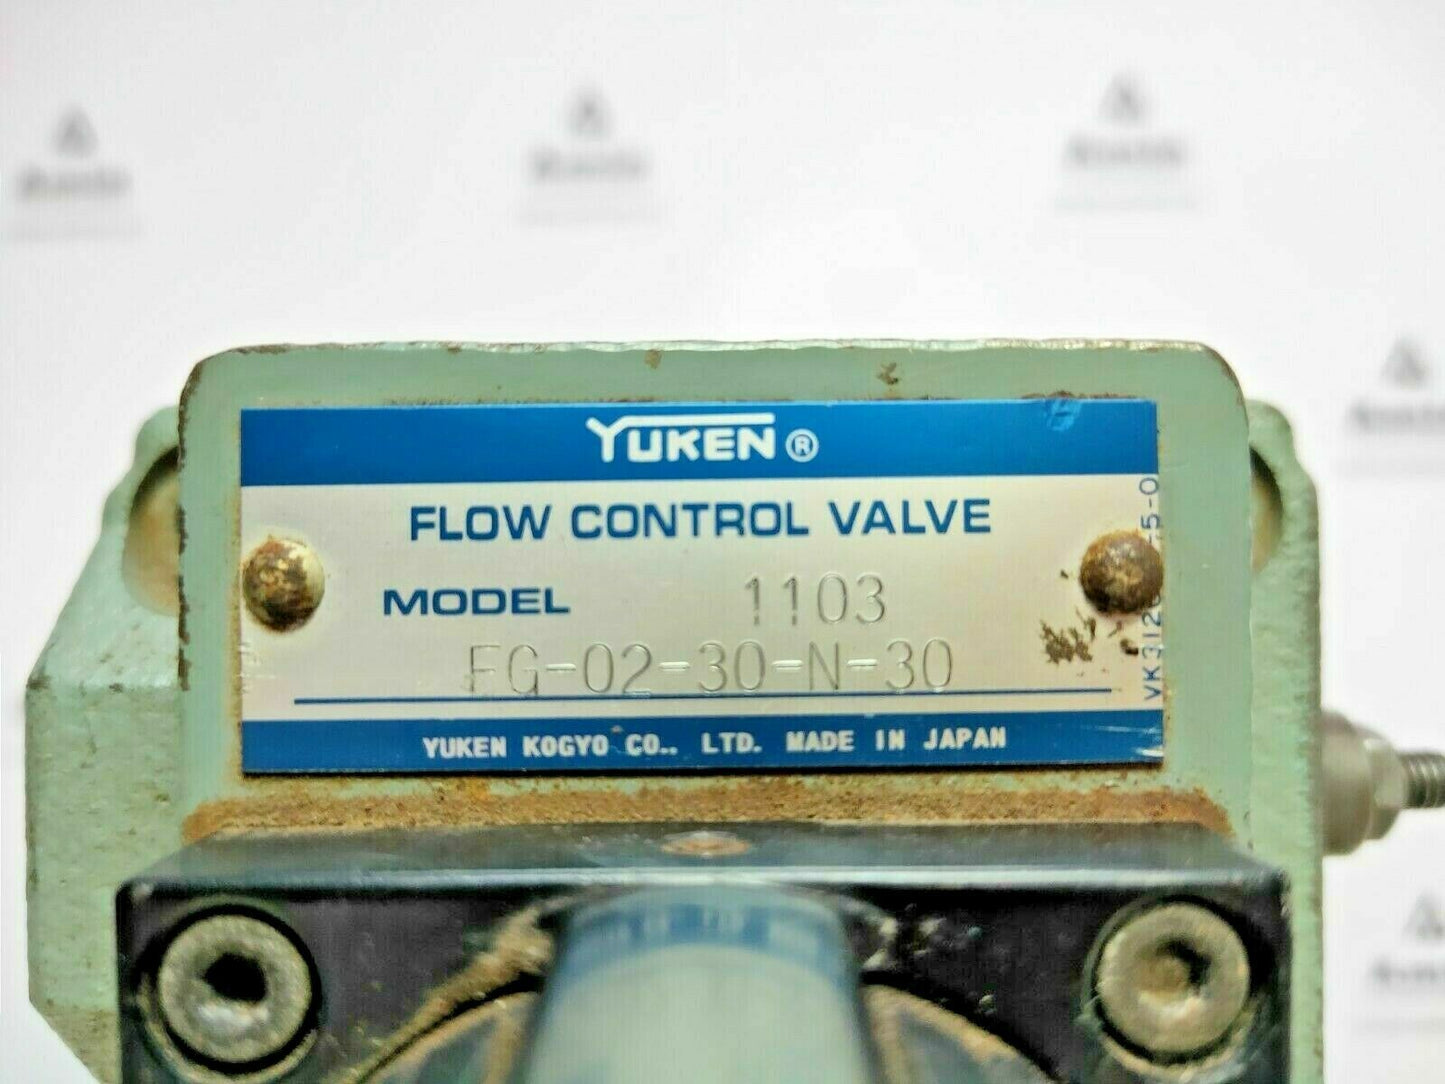 YUKEN®
FLOW CONTROL VALVE
MODEL 1103
FG-02-30-N-30
YUKEN KOGYO CO., LTD. MADE IN JAPAN